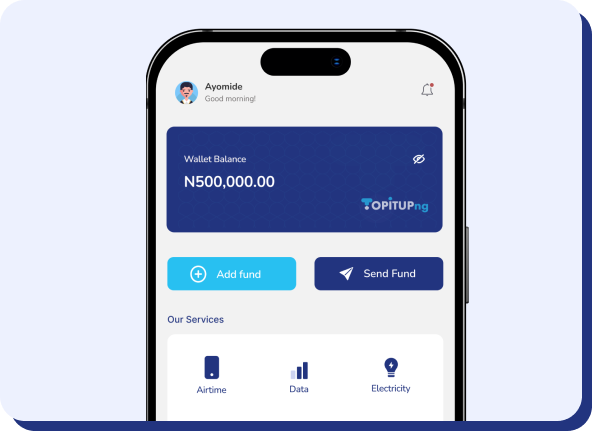 Ayomide
Good morning!
Wallet Balance
N500,000.00
TOPITUPng
Add fund
Send Fund
Our Services
Airtime
Data
Electricity